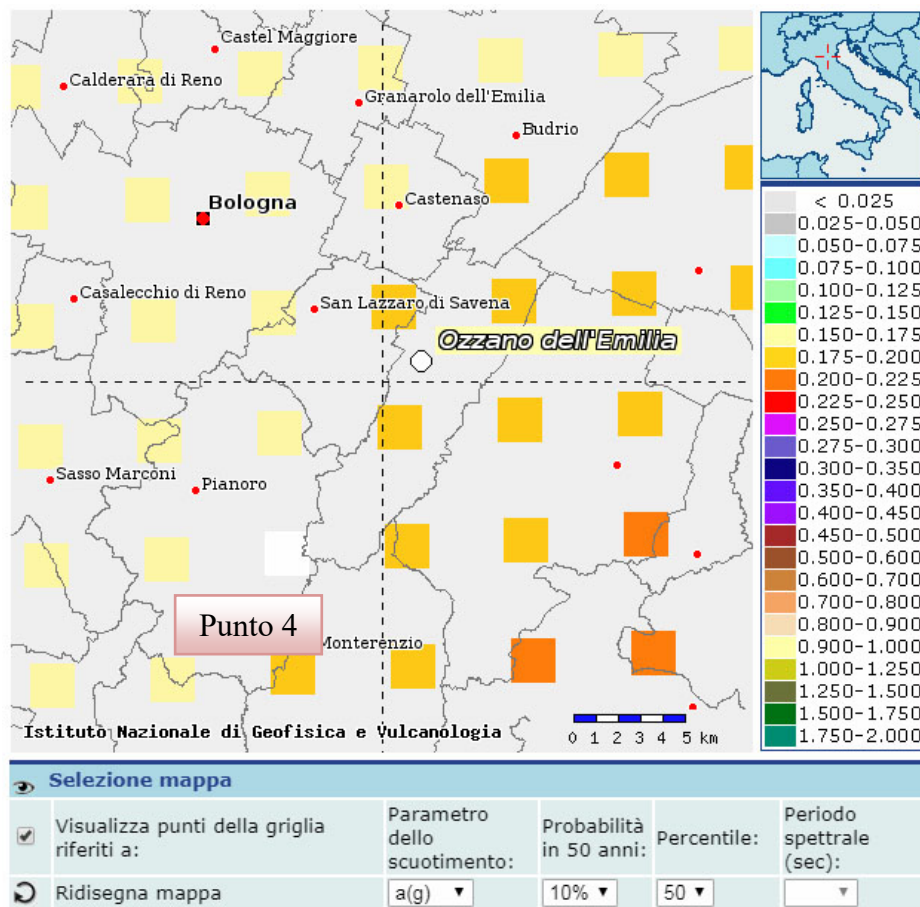 Castel Maggiore
Calderara di Reno
Granarolo dell'Emilia
Budrio
Bologna
Castenaso
Casalecchio di Reno
San Lazzaro di Savena
Ozzano dell'Emilia
Sasso Marconi
Pianoro
Punto 4
Monterenzio
Istituto Nazionale di Geofisica e Vulcanologia
0 1 2 3 4 5 km
< 0.025
0.025-0.050
0.050-0.075
0.075-0.100
0.100-0.125
0.125-0.150
0.150-0.175
0.175-0.200
0.200-0.225
0.225-0.250
0.250-0.275
0.275-0.300
0.300-0.350
0.350-0.400
0.400-0.450
0.450-0.500
0.500-0.600
0.600-0.700
0.700-0.800
0.800-0.900
0.900-1.000
1.000-1.250
1.250-1.500
1.500-1.750
1.750-2.000
Selezione mappa
Visualizza punti della griglia
riferiti a:
Parametro
dello
scuotimento:
Probabilità
in 50 anni:
Percentile:
Periodo
spettrale
(sec):
Ridisegna mappa
a(g)
10%
50